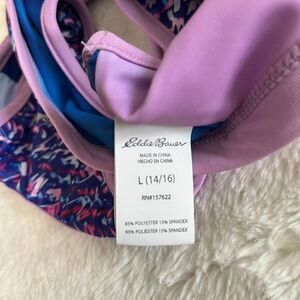 Eddie Bauer
MADE IN CHINA
HECHO EN CHINA
L (14/16)
RN#157622
85% POLYESTER 15% SPANDEX
85% POLIÉSTER 15% SPANDEX